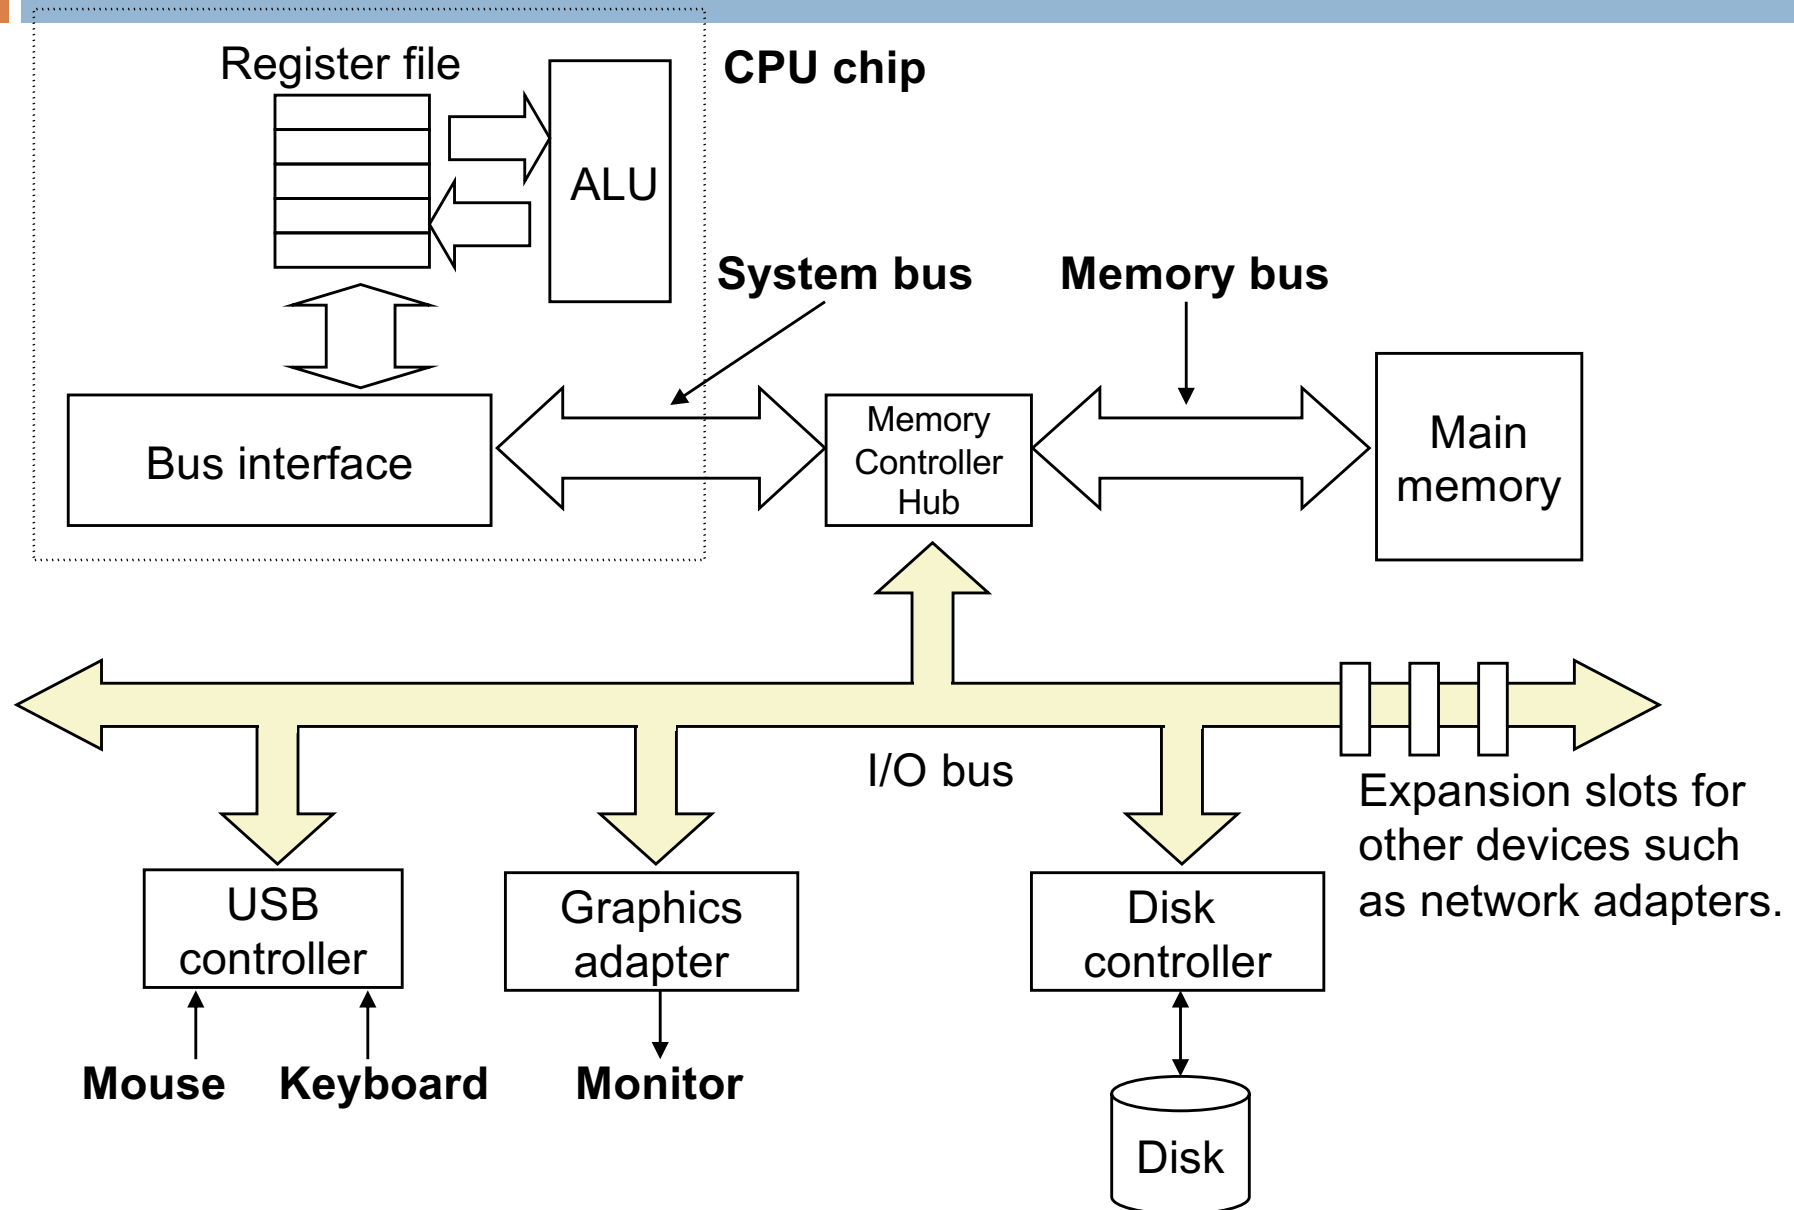 Register file
CPU chip
ALU
System bus
Memory bus
Bus interface
Memory
Controller
Hub
Main
memory
I/O bus
Expansion slots for
other devices such
as network adapters.
USB
controller
Graphics
adapter
Disk
controller
Mouse
Keyboard
Monitor
Disk